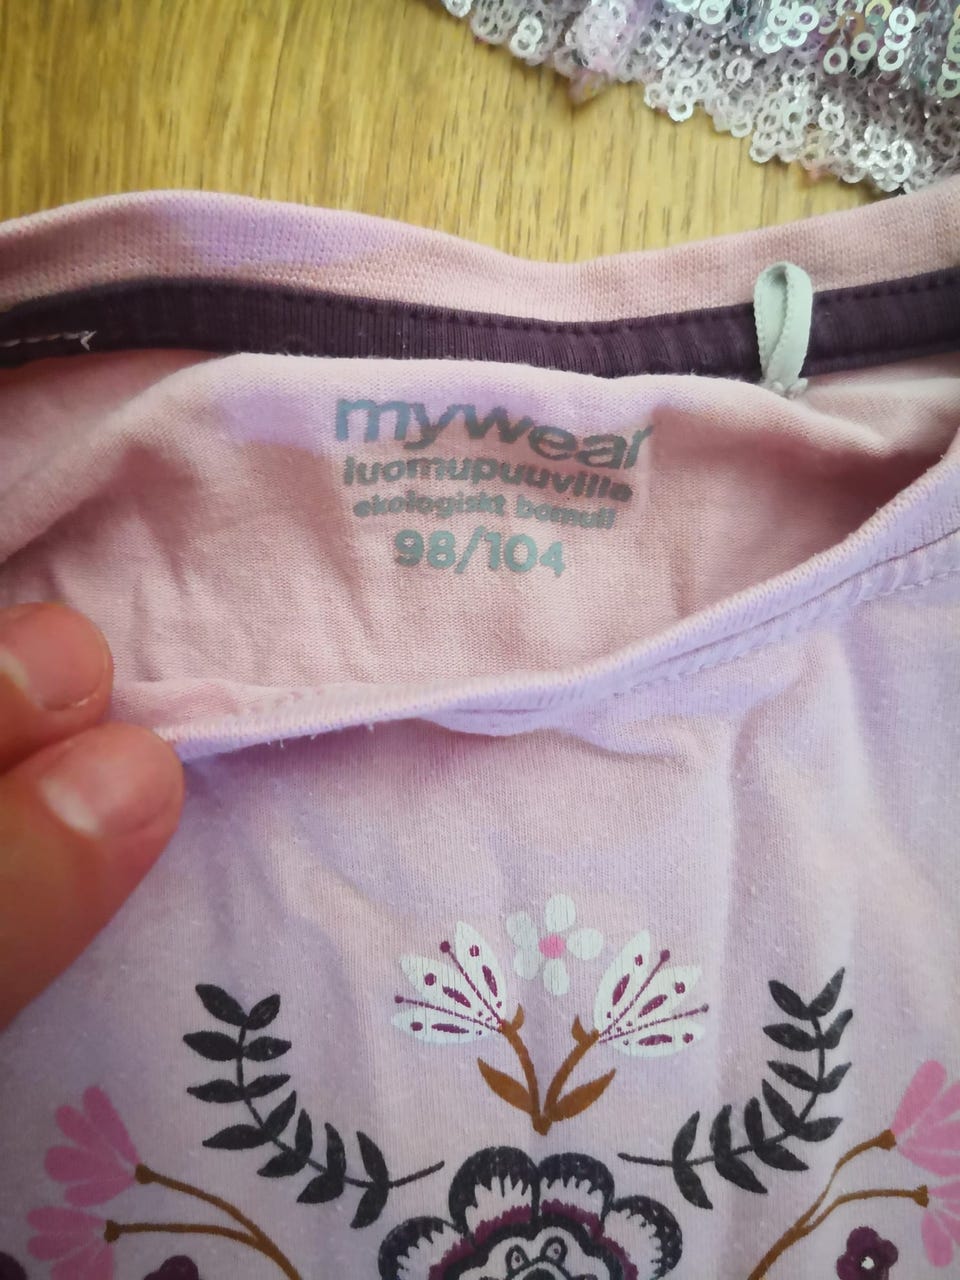 mywear
luomupuuvilla
ekologiskt bomull
98/104